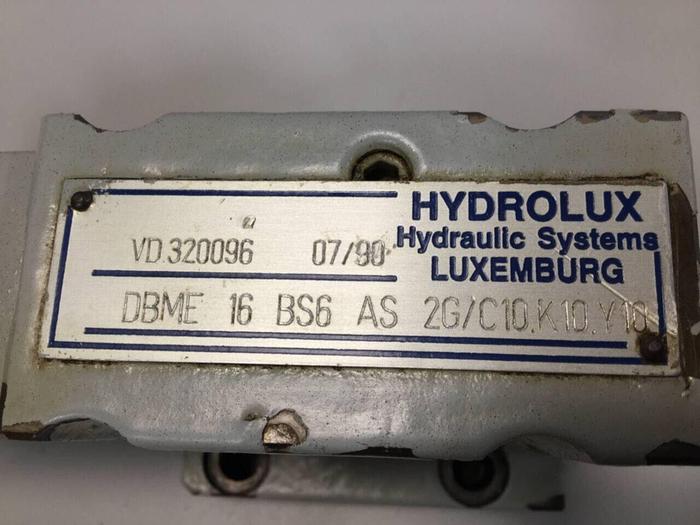 HYDROLUX
Hydraulic Systems
LUXEMBURG
VD.320096 07/90
DBME 16 BS6 AS 2G/C10.K10.Y10